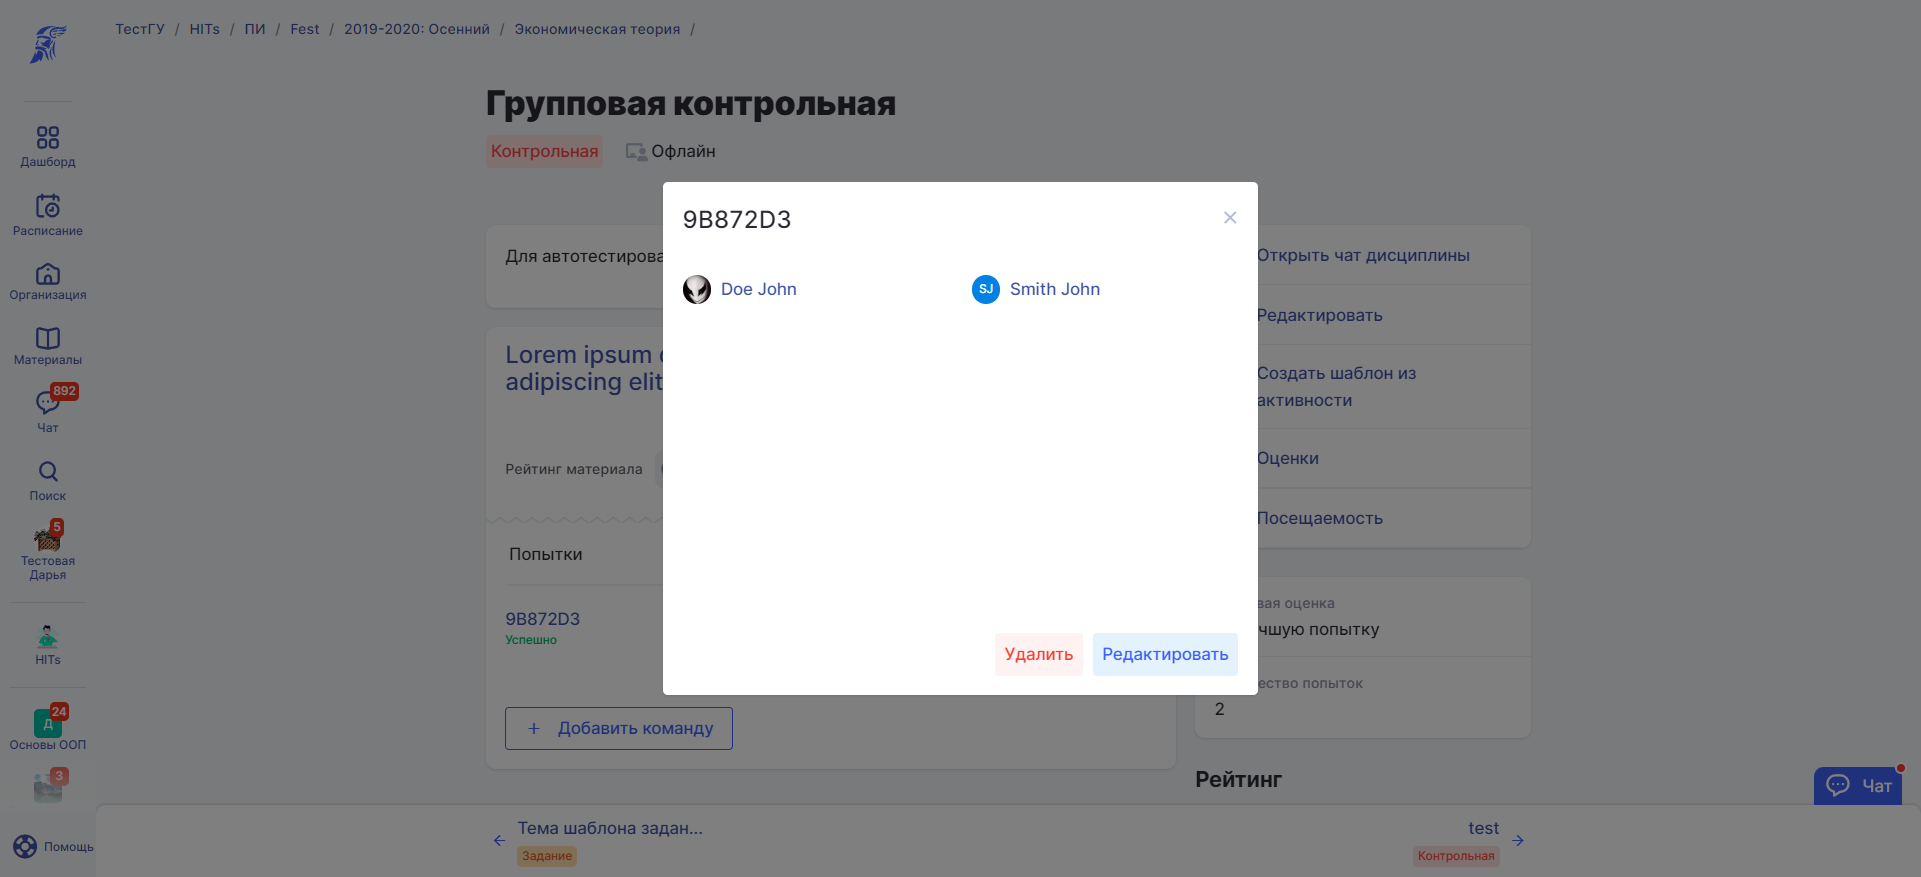 ТестГУ / HITs / ПИ / Fest / 2019-2020: Осенний / Экономическая теория /
Дашборд
Расписание
Организация
Материалы
892
Чат
Поиск
5
Тестовая
Дарья
HITs
24
Д
Основы ООП
3
Помощь
Групповая контрольная
Контрольная
Офлайн
Для автотестирова
Lorem ipsum
adipiscing elit
Рейтинг материала
Попытки
9B872D3
Успешно
+ Добавить команду
9B872D3
Doe John
SJ Smith John
Удалить
Редактировать
Открыть чат дисциплины
Редактировать
Создать шаблон из
активности
Оценки
Посещаемость
вая оценка
чшую попытку
ество попыток
2
Рейтинг
Чат
Тема шаблона задан...
Задание
test
Контрольная